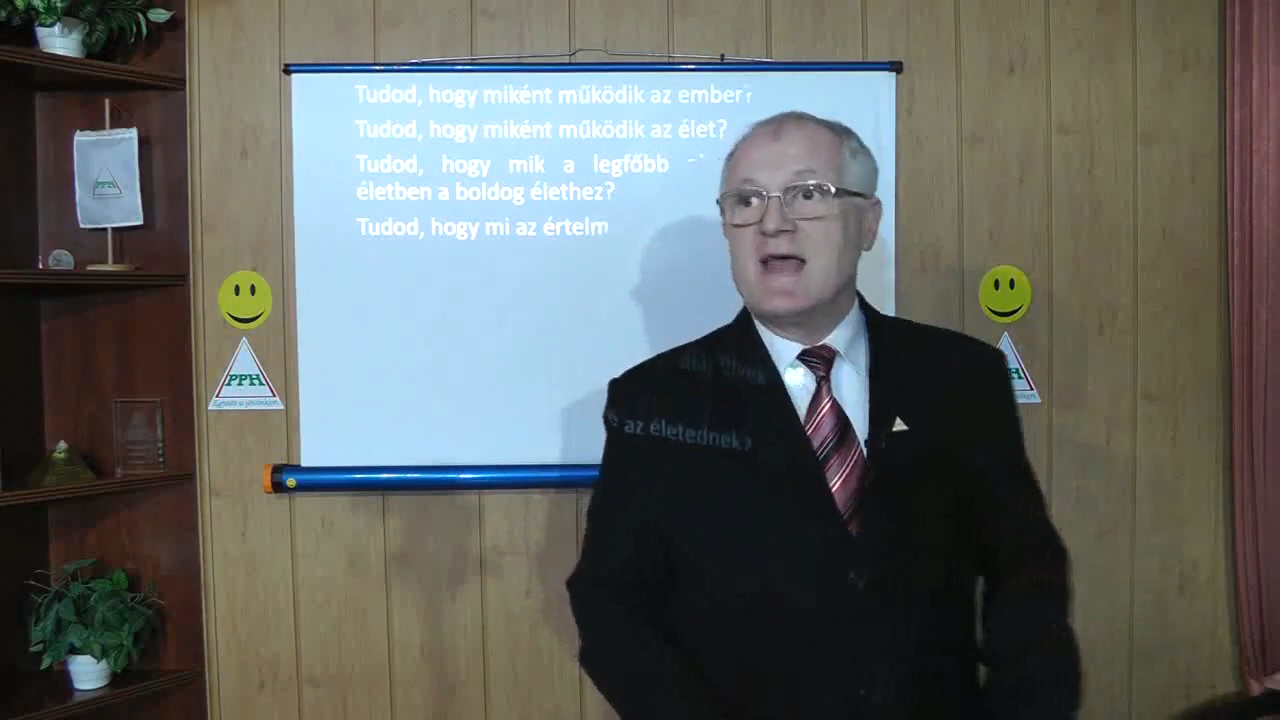 Tudod, hogy miként működik az ember?
Tudod, hogy miként működik az élet?
Tudod, hogy mik a legfőbb
életben a boldog élethez?
Tudod, hogy mi az értelm
az életednek?
PPH